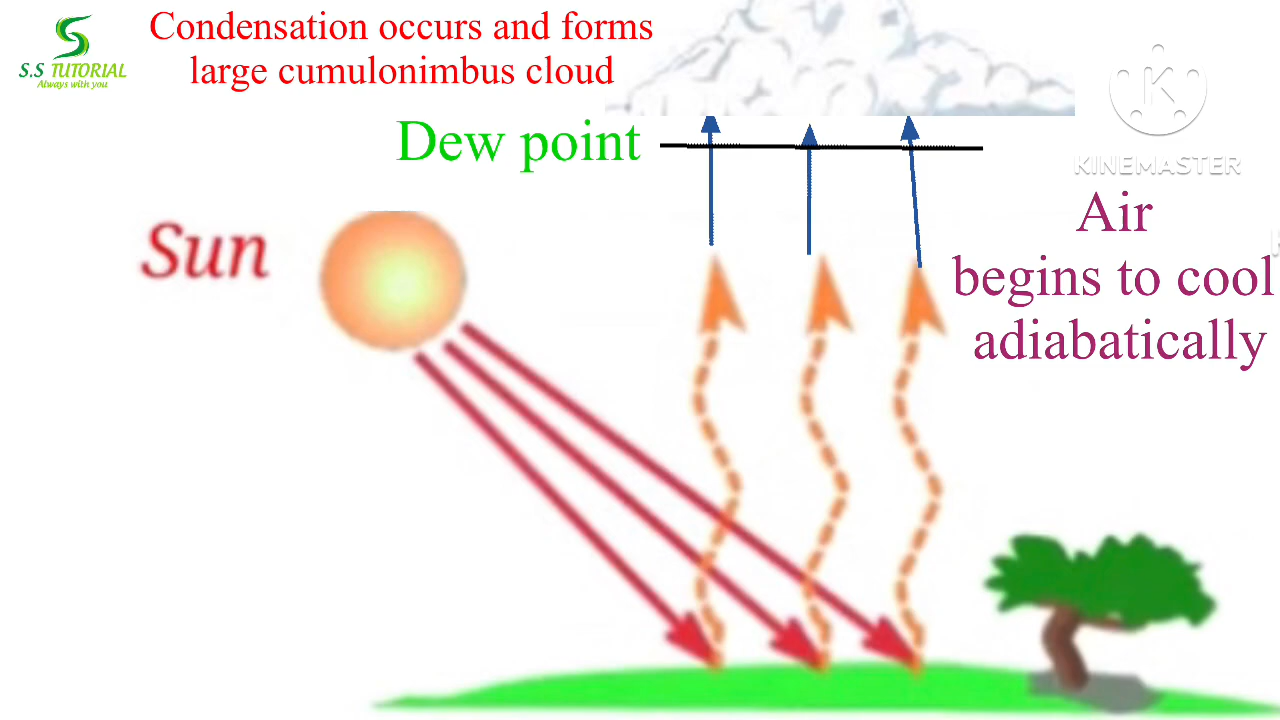 S.S TUTORIAL
Always with you
Condensation occurs and forms
large cumulonimbus cloud
Dew point
K
KINEMASTER
Sun
Air
begins to cool
adiabatically